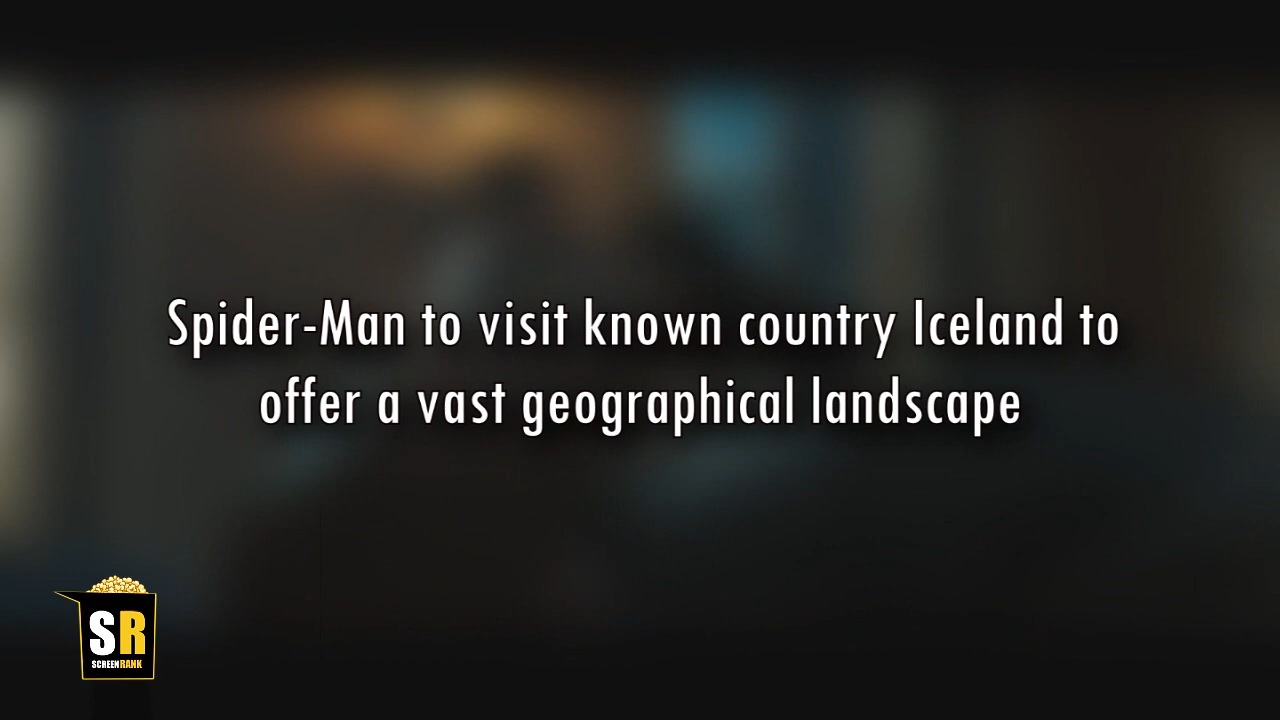 Spider-Man to visit known country Iceland to
offer a vast geographical landscape
SR
SCREENRANK